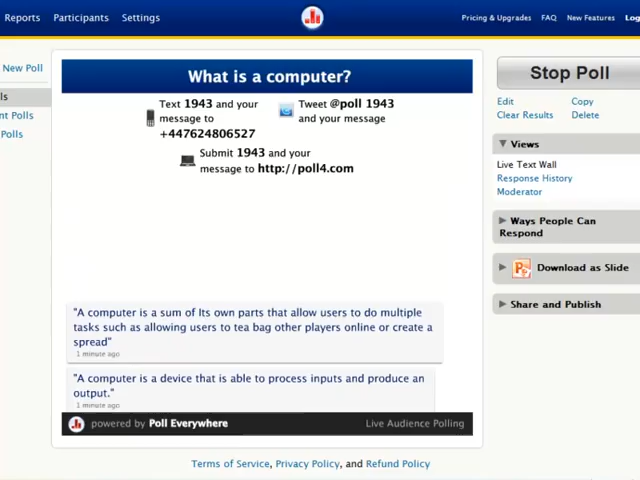 Reports Participants Settings Pricing & Upgrades FAQ New Features
New Poll
Polls
What is a computer?
Text 1943 and your
message to
+447624806527
Tweet @poll 1943
and your message
Submit 1943 and your
message to http://poll4.com
"A computer is a sum of Its own parts that allow users to do multiple
tasks such as allowing users to tea bag other players online or create a
spread"
1 minute ago
"A computer is a device that is able to process inputs and produce an
output."
1 minute ago
powered by Poll Everywhere Live Audience Polling
Stop Poll
Edit Copy
Clear Results Delete
Views
Live Text Wall
Response History
Moderator
Ways People Can
Respond
Download as Slide
Share and Publish
Terms of Service, Privacy Policy, and Refund Policy